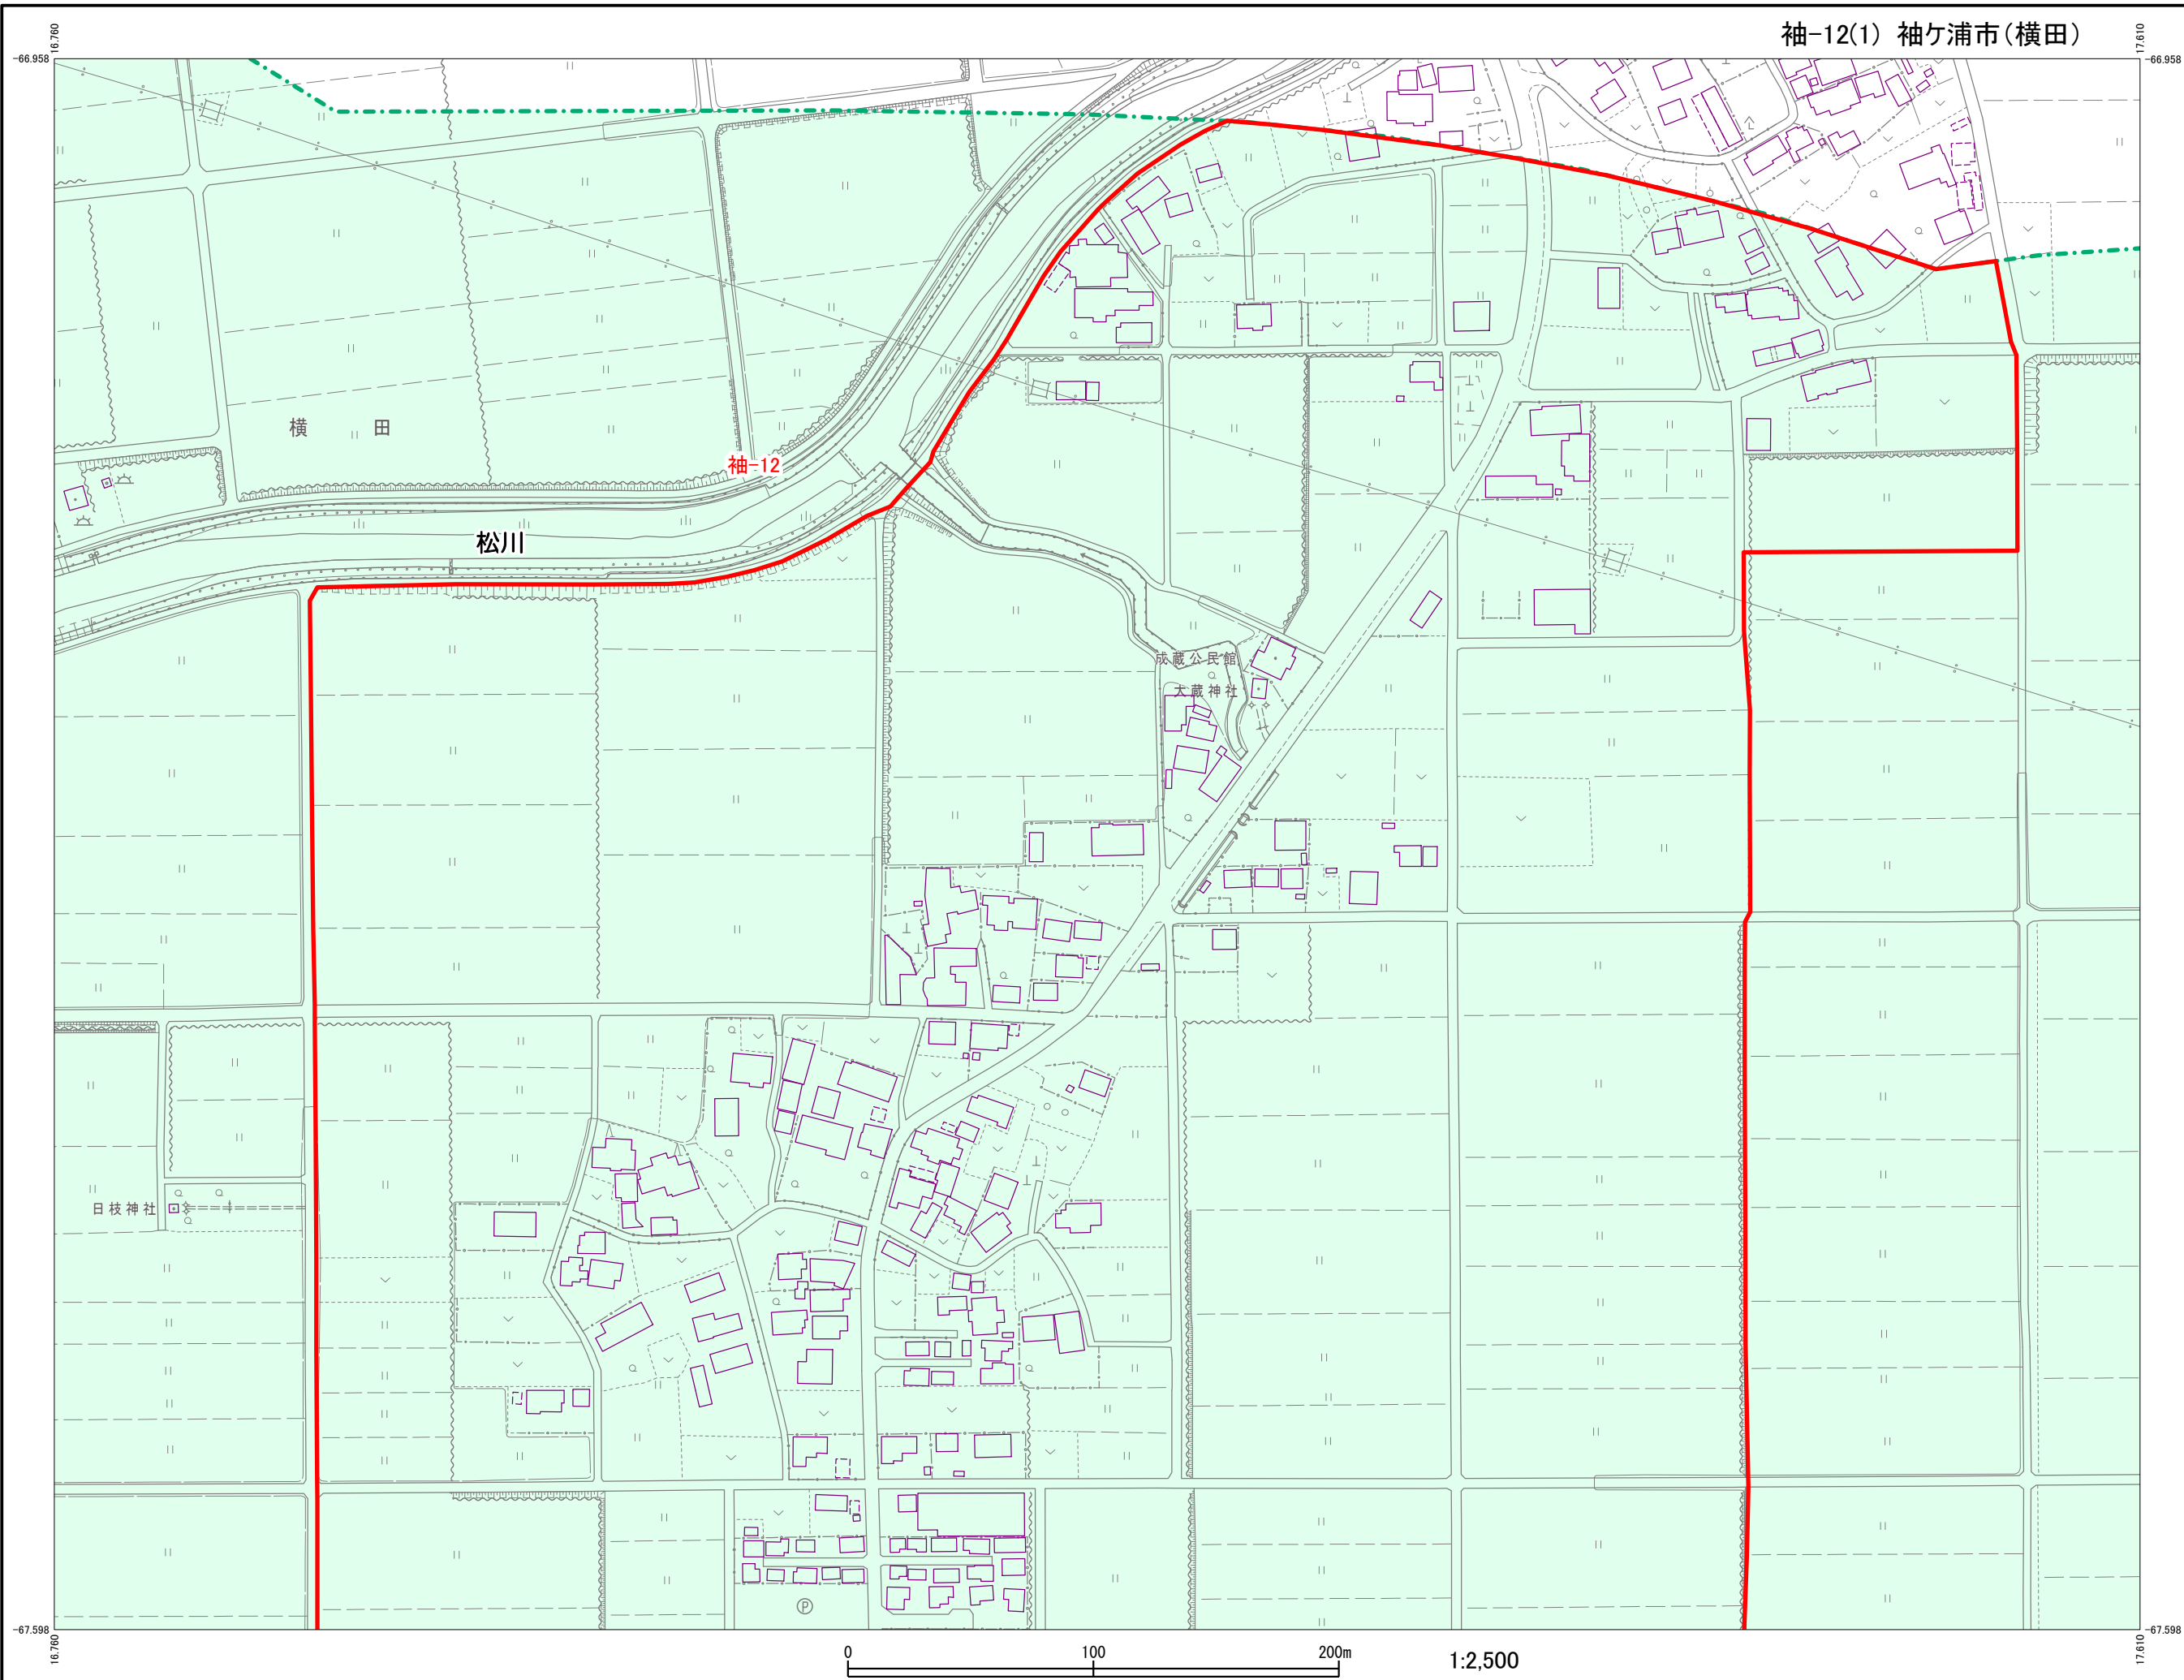 袖-12(1) 袖ケ浦市(横田)
16.760
17.610
-66.958
-66.958
横田
袖-12
松川
成蔵公民館
大蔵神社
日枝神社
P
-67.598
-67.598
16.760
17.610
0 100 200m
1:2,500